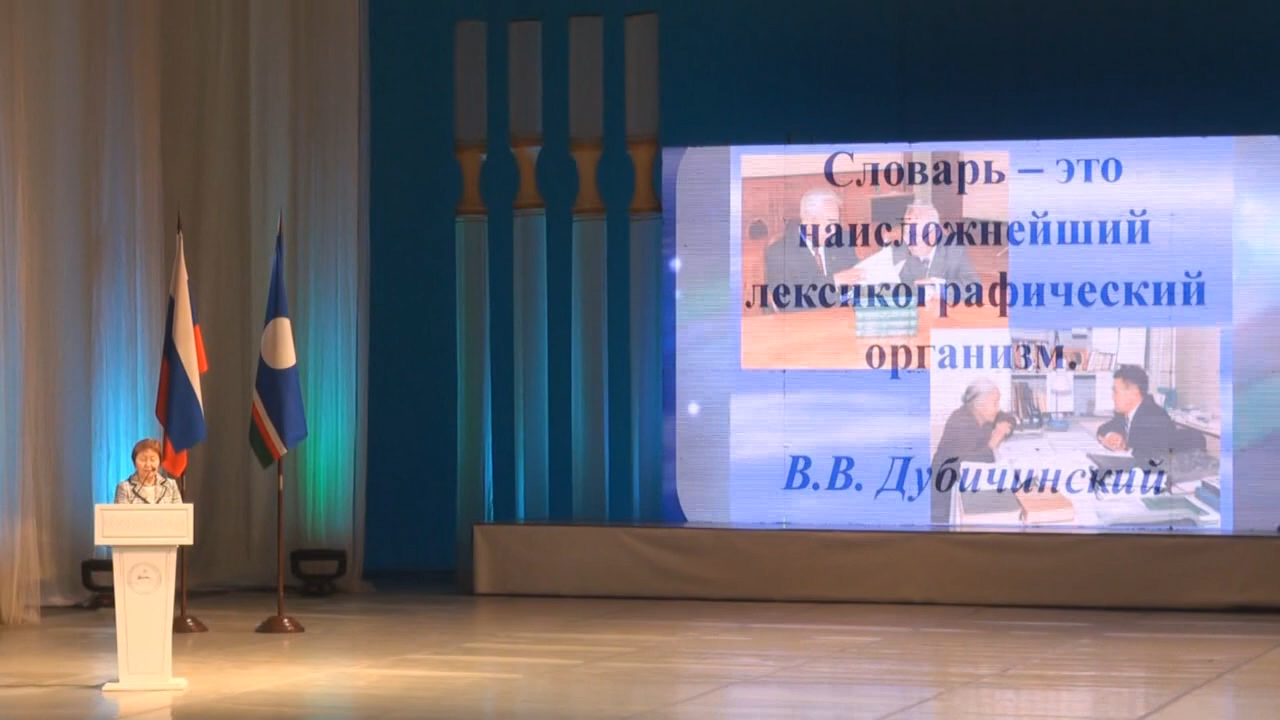 Словарь – это
наисложнейший
лексикографический
организм.
В.В. Дубичинский